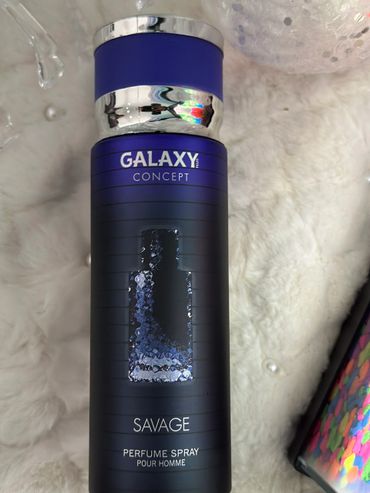 GALAXY
CONCEPT
SAVAGE
PERFUME SPRAY
POUR HOMME